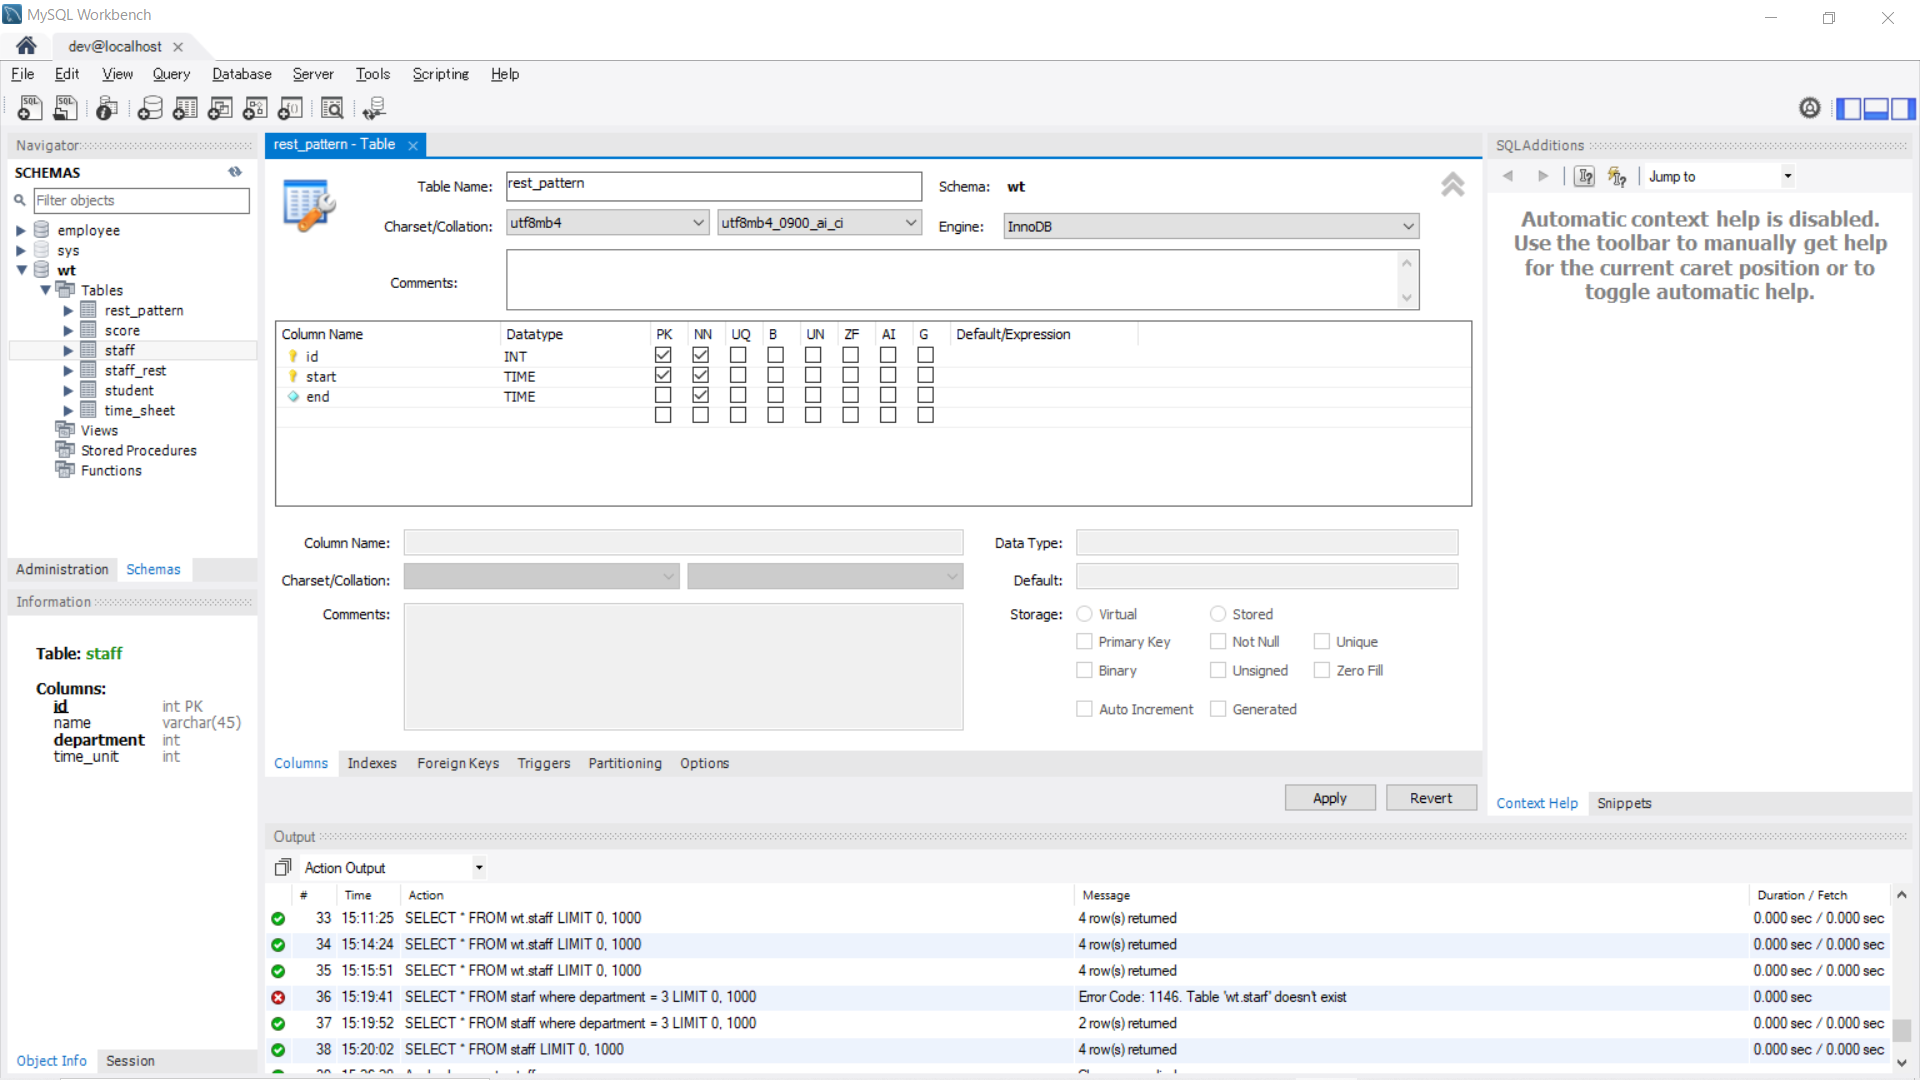 MySQL Workbench
dev@localhost
File Edit View Query Database Server Tools Scripting Help
Navigator
SCHEMAS
Filter objects
employee
sys
wt
Tables
rest_pattern
score
staff
staff_rest
student
time_sheet
Views
Stored Procedures
Functions
Administration Schemas
Information
Table: staff
Columns:
id int PK
name varchar(45)
department int
time_unit int
Object Info Session
rest_pattern - Table
Table Name: rest_pattern Schema: wt
Charset/Collation: utf8mb4 utf8mb4_0900_ai_ci Engine: InnoDB
Comments:
Column Name Datatype PK NN UQ B UN ZF AI G Default/Expression
id INT
start TIME
end TIME
Column Name: Data Type:
Charset/Collation: Default:
Comments: Storage: Virtual Stored
Primary Key Not Null Unique
Binary Unsigned Zero Fill
Auto Increment Generated
Columns Indexes Foreign Keys Triggers Partitioning Options
Apply Revert
SQLAdditions
Jump to
Automatic context help is disabled.
Use the toolbar to manually get help
for the current caret position or to
toggle automatic help.
Context Help Snippets
Output
Action Output
# Time Action Message Duration / Fetch
33 15:11:25 SELECT * FROM wt.staff LIMIT 0, 1000 4 row(s) returned 0.000 sec / 0.000 sec
34 15:14:24 SELECT * FROM wt.staff LIMIT 0, 1000 4 row(s) returned 0.000 sec / 0.000 sec
35 15:15:51 SELECT * FROM wt.staff LIMIT 0, 1000 4 row(s) returned 0.000 sec / 0.000 sec
36 15:19:41 SELECT * FROM starf where department = 3 LIMIT 0, 1000 Error Code: 1146. Table 'wt.starf' doesn't exist 0.000 sec
37 15:19:52 SELECT * FROM staff where department = 3 LIMIT 0, 1000 2 row(s) returned 0.000 sec / 0.000 sec
38 15:20:02 SELECT * FROM staff LIMIT 0, 1000 4 row(s) returned 0.000 sec / 0.000 sec